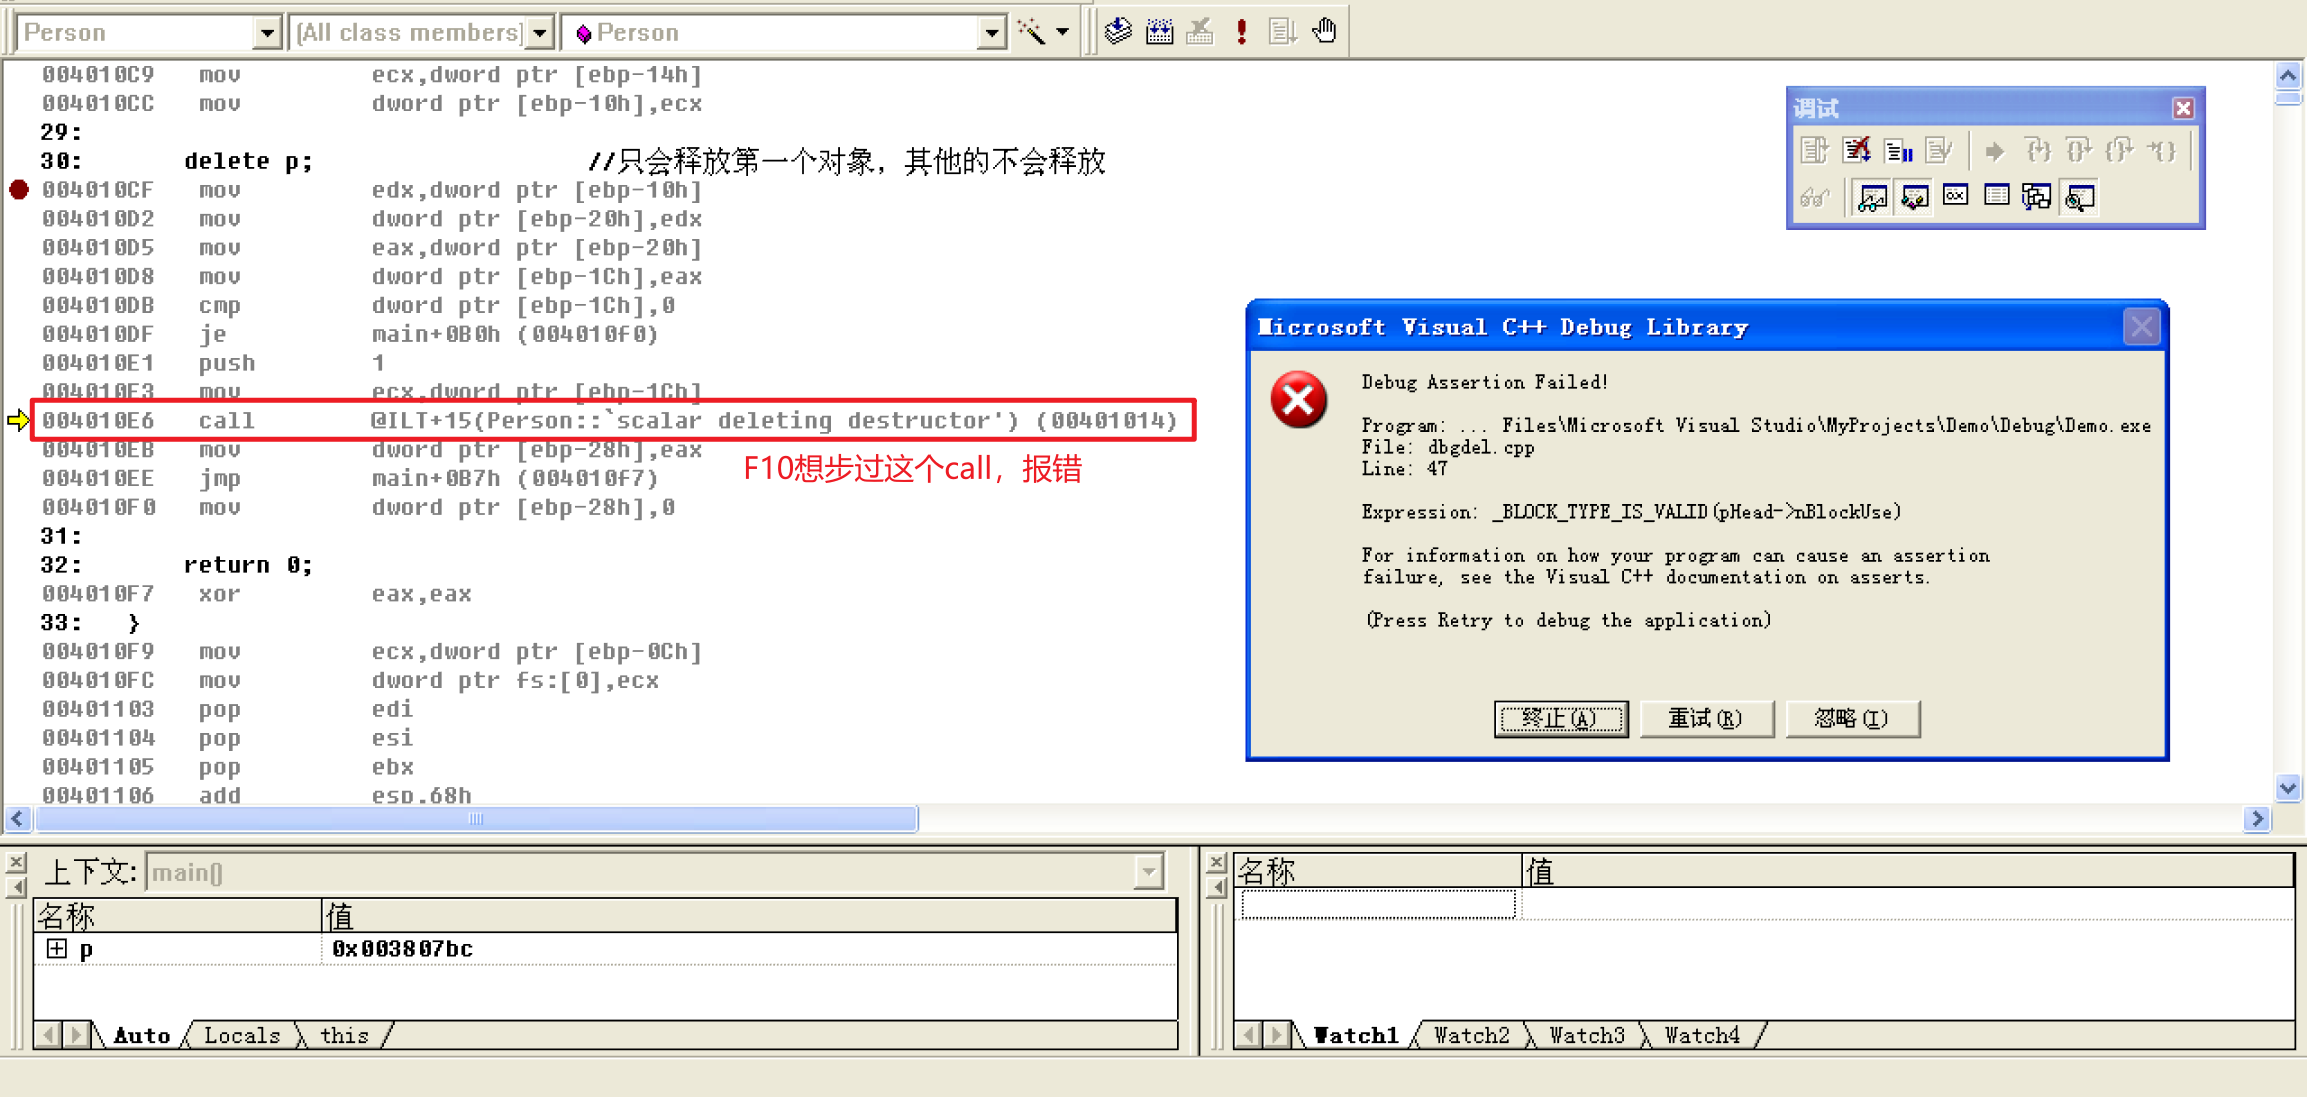 Person [All class members] Person
004010C9 mov ecx,dword ptr [ebp-14h]
004010CC mov dword ptr [ebp-10h],ecx
29:
30: delete p; //只会释放第一个对象，其他的不会释放
004010CF mov edx,dword ptr [ebp-10h]
004010D2 mov dword ptr [ebp-20h],edx
004010D5 mov eax,dword ptr [ebp-20h]
004010D8 mov dword ptr [ebp-1Ch],eax
004010DB cmp dword ptr [ebp-1Ch],0
004010DF je main+0B0h (004010f0)
004010E1 push 1
004010E3 mov ecx,dword ptr [ebp-1Ch]
004010E6 call @ILT+15(Person::`scalar deleting destructor') (00401014)
004010EB mov dword ptr [ebp-28h],eax
F10想步过这个call，报错
004010EE jmp main+0B7h (004010f7)
004010F0 mov dword ptr [ebp-28h],0
31:
32: return 0;
004010F7 xor eax,eax
33: }
004010F9 mov ecx,dword ptr [ebp-0Ch]
004010FC mov dword ptr fs:[0],ecx
00401103 pop edi
00401104 pop esi
00401105 pop ebx
00401106 add esp,68h
调试
Microsoft Visual C++ Debug Library
Debug Assertion Failed!
Program: ... Files\Microsoft Visual Studio\MyProjects\Demo\Debug\Demo.exe
File: dbgdel.cpp
Line: 47
Expression: _BLOCK_TYPE_IS_VALID(pHead->nBlockUse)
For information on how your program can cause an assertion
failure, see the Visual C++ documentation on asserts.
(Press Retry to debug the application)
终止(A) 重试(R) 忽略(I)
上下文: main()
名称 值
p 0x003807bc
Auto Locals this
名称 值
Watch1 Watch2 Watch3 Watch4